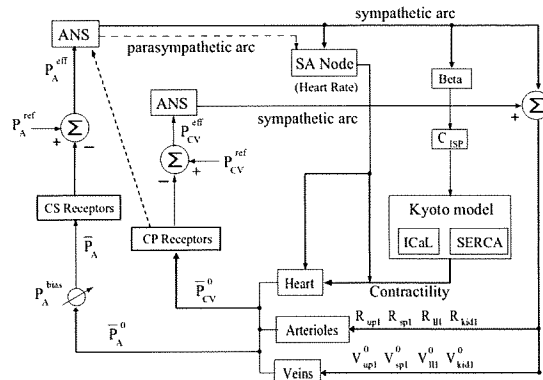 sympathetic arc
ANS
parasympathetic arc
SA Node
(Heart Rate)
Beta
P_A^eff
ANS
Σ
+
sympathetic arc
P_A^ref
Σ
+
−
P_CV^eff
C_ISP
Σ
−
+
P_CV^ref
Kyoto model
ICaL
SERCA
CS Receptors
CP Receptors
P̅_A
P̅_CV^0
Heart
Contractility
P_A^bias
P̅_A^0
Arterioles
R_up1 R_sp1 R_ll1 R_kid1
V_up1^0 V_sp1^0 V_ll1^0 V_kid1^0
Veins